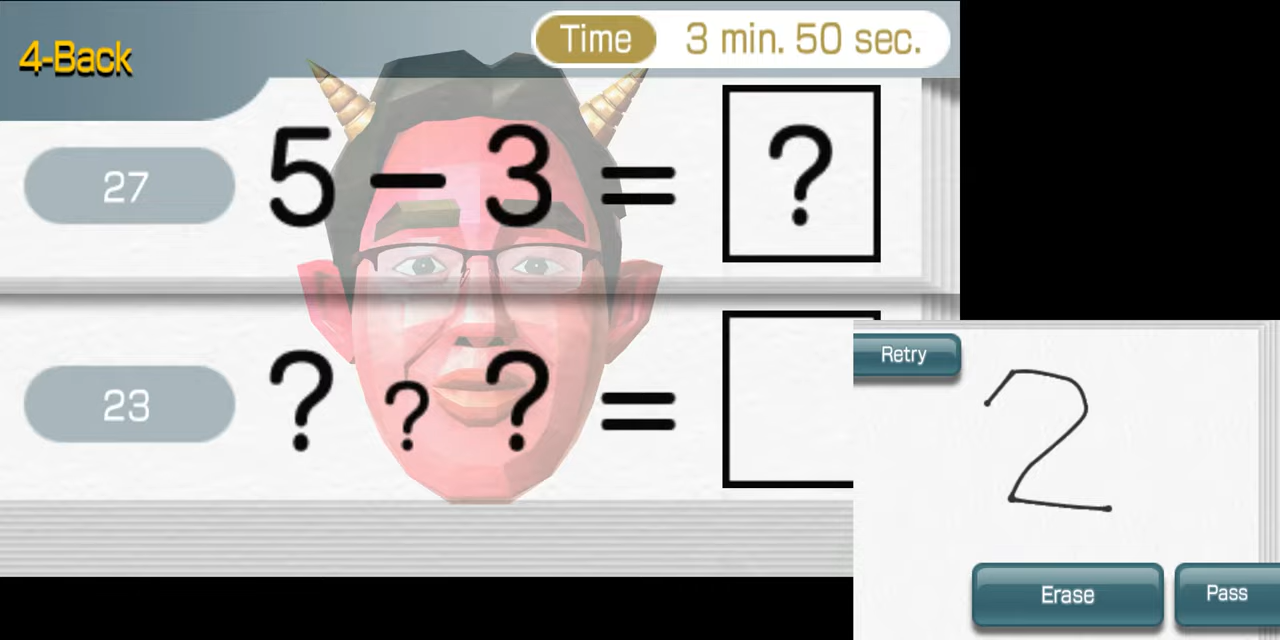 4-Back
Time 3 min. 50 sec.
27 5 − 3 = ?
23 ? ? ? =
Retry
2
Erase Pass